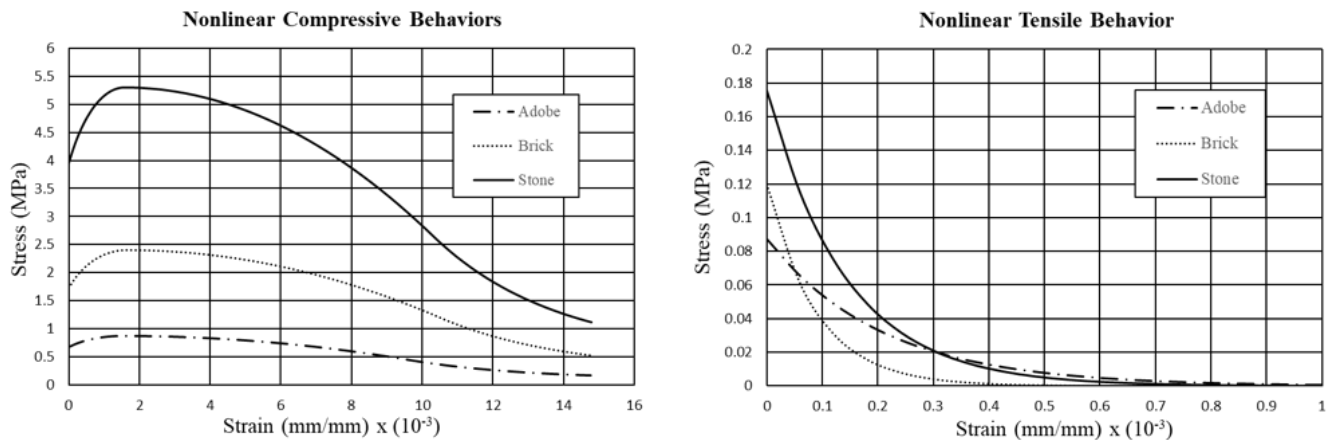 Nonlinear Compressive Behaviors
6
5.5
5
4.5
4
3.5
3
2.5
2
1.5
1
0.5
0
Stress (MPa)
Adobe
Brick
Stone
0 2 4 6 8 10 12 14 16
Strain (mm/mm) x (10⁻³)
Nonlinear Tensile Behavior
0.2
0.18
0.16
0.14
0.12
0.1
0.08
0.06
0.04
0.02
0
Stress (MPa)
Adobe
Brick
Stone
0 0.1 0.2 0.3 0.4 0.5 0.6 0.7 0.8 0.9 1
Strain (mm/mm) x (10⁻³)